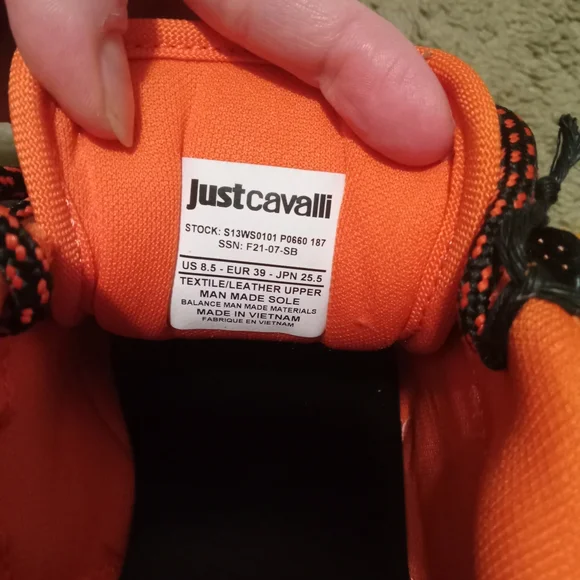 justcavalli
STOCK: S13WS0101 P0660 187
SSN: F21-07-SB
US 8.5 - EUR 39 - JPN 25.5
TEXTILE/LEATHER UPPER
MAN MADE SOLE
BALANCE MAN MADE MATERIALS
MADE IN VIETNAM
FABRIQUE EN VIETNAM